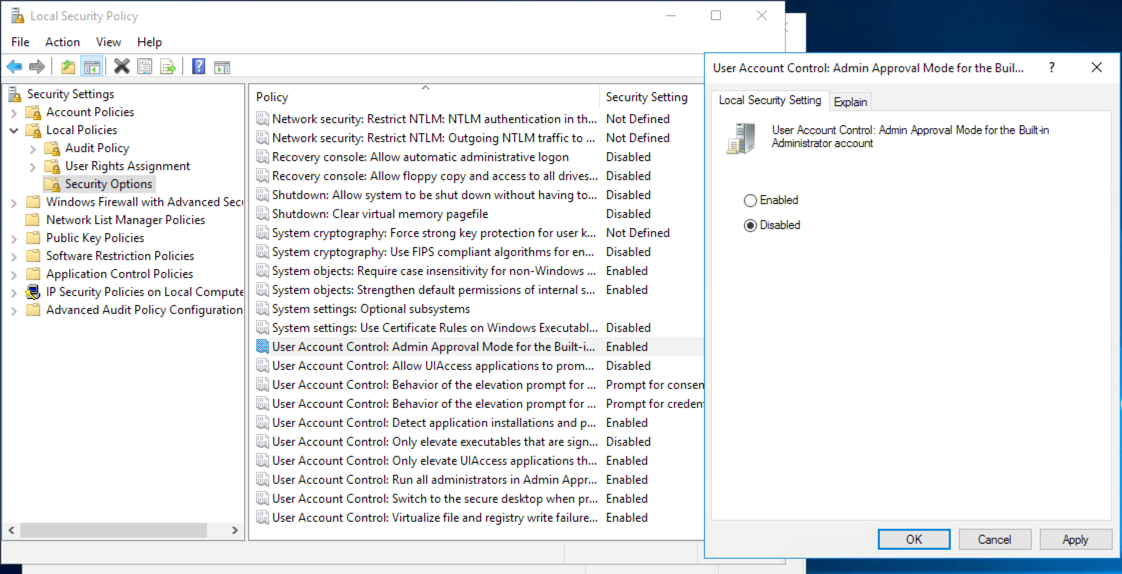 Local Security Policy
File Action View Help
Security Settings
Account Policies
Local Policies
Audit Policy
User Rights Assignment
Security Options
Windows Firewall with Advanced Secu
Network List Manager Policies
Public Key Policies
Software Restriction Policies
Application Control Policies
IP Security Policies on Local Compute
Advanced Audit Policy Configuration
Policy Security Setting
Network security: Restrict NTLM: NTLM authentication in th... Not Defined
Network security: Restrict NTLM: Outgoing NTLM traffic to ... Not Defined
Recovery console: Allow automatic administrative logon Disabled
Recovery console: Allow floppy copy and access to all drives... Disabled
Shutdown: Allow system to be shut down without having to... Disabled
Shutdown: Clear virtual memory pagefile Disabled
System cryptography: Force strong key protection for user k... Not Defined
System cryptography: Use FIPS compliant algorithms for en... Disabled
System objects: Require case insensitivity for non-Windows ... Enabled
System objects: Strengthen default permissions of internal s... Enabled
System settings: Optional subsystems
System settings: Use Certificate Rules on Windows Executabl... Disabled
User Account Control: Admin Approval Mode for the Built-i... Enabled
User Account Control: Allow UIAccess applications to prom... Disabled
User Account Control: Behavior of the elevation prompt for ... Prompt for consen
User Account Control: Behavior of the elevation prompt for ... Prompt for creden
User Account Control: Detect application installations and p... Enabled
User Account Control: Only elevate executables that are sign... Disabled
User Account Control: Only elevate UIAccess applications th... Enabled
User Account Control: Run all administrators in Admin Appr... Enabled
User Account Control: Switch to the secure desktop when pr... Enabled
User Account Control: Virtualize file and registry write failure... Enabled
User Account Control: Admin Approval Mode for the Buil... ?
Local Security Setting Explain
User Account Control: Admin Approval Mode for the Built-in
Administrator account
Enabled
Disabled
OK Cancel Apply